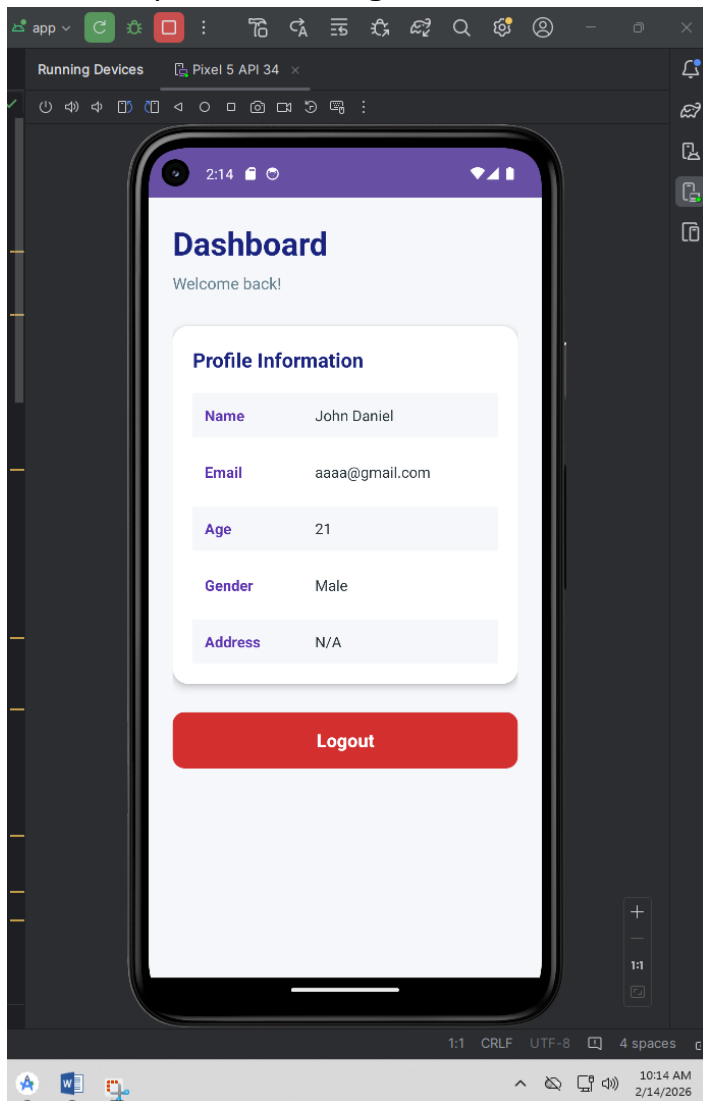 app
Running Devices
Pixel 5 API 34
2:14
Dashboard
Welcome back!
Profile Information
Name John Daniel
Email aaaa@gmail.com
Age 21
Gender Male
Address N/A
Logout
1:1
1:1 CRLF UTF-8 4 spaces
10:14 AM
2/14/2026